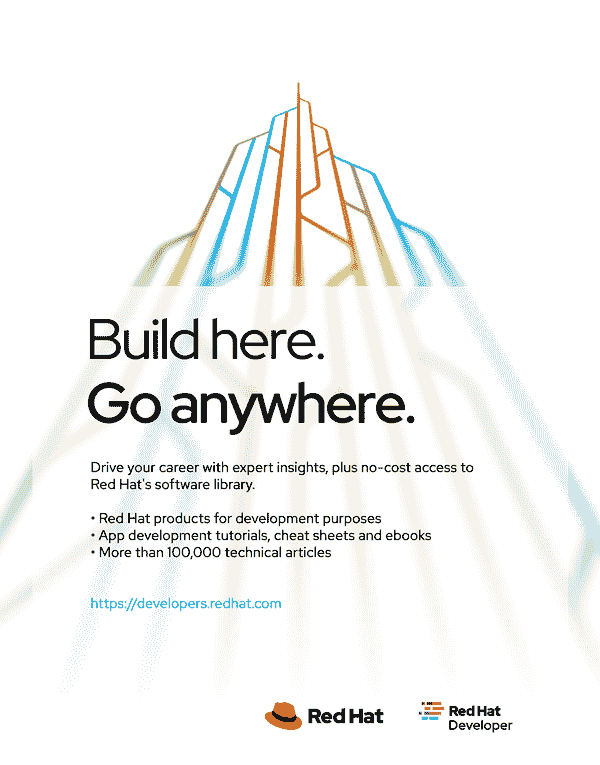 Build here.
Go anywhere.
Drive your career with expert insights, plus no-cost access to
Red Hat's software library.
• Red Hat products for development purposes
• App development tutorials, cheat sheets and ebooks
• More than 100,000 technical articles
https://developers.redhat.com
Red Hat
Red Hat
Developer